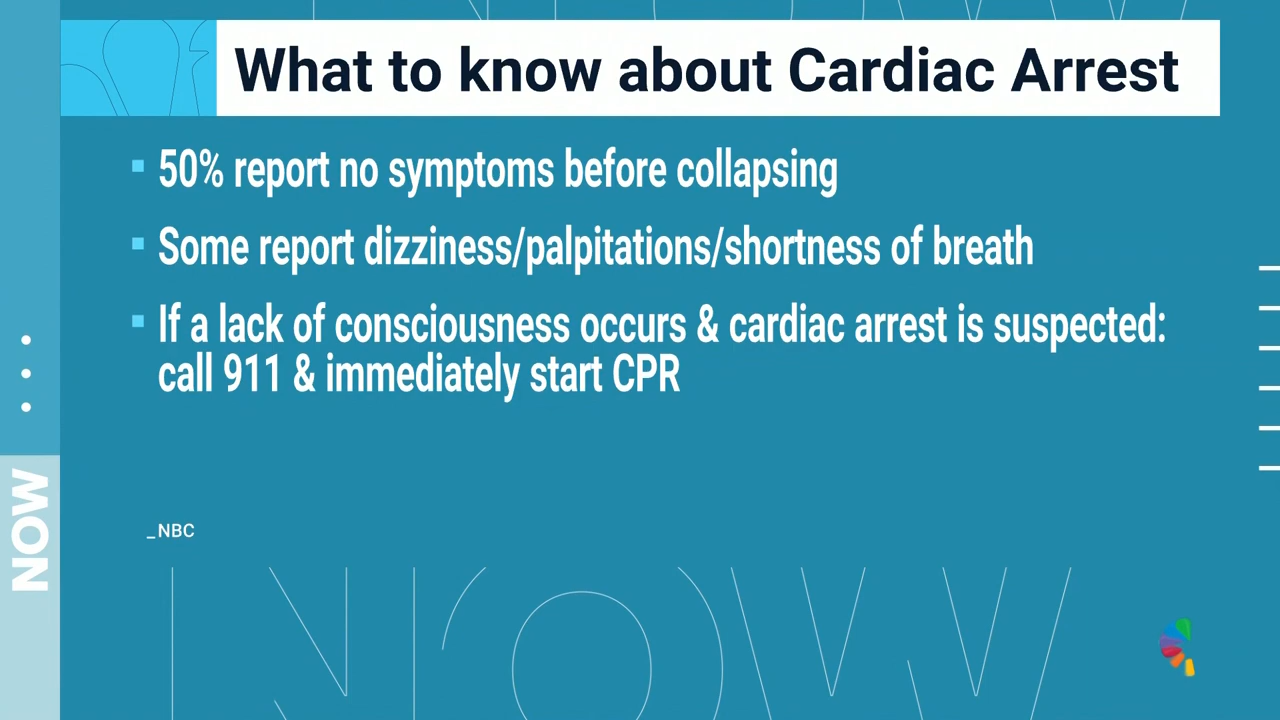 What to know about Cardiac Arrest
50% report no symptoms before collapsing
Some report dizziness/palpitations/shortness of breath
If a lack of consciousness occurs & cardiac arrest is suspected:
call 911 & immediately start CPR
_NBC
NOW
NOW